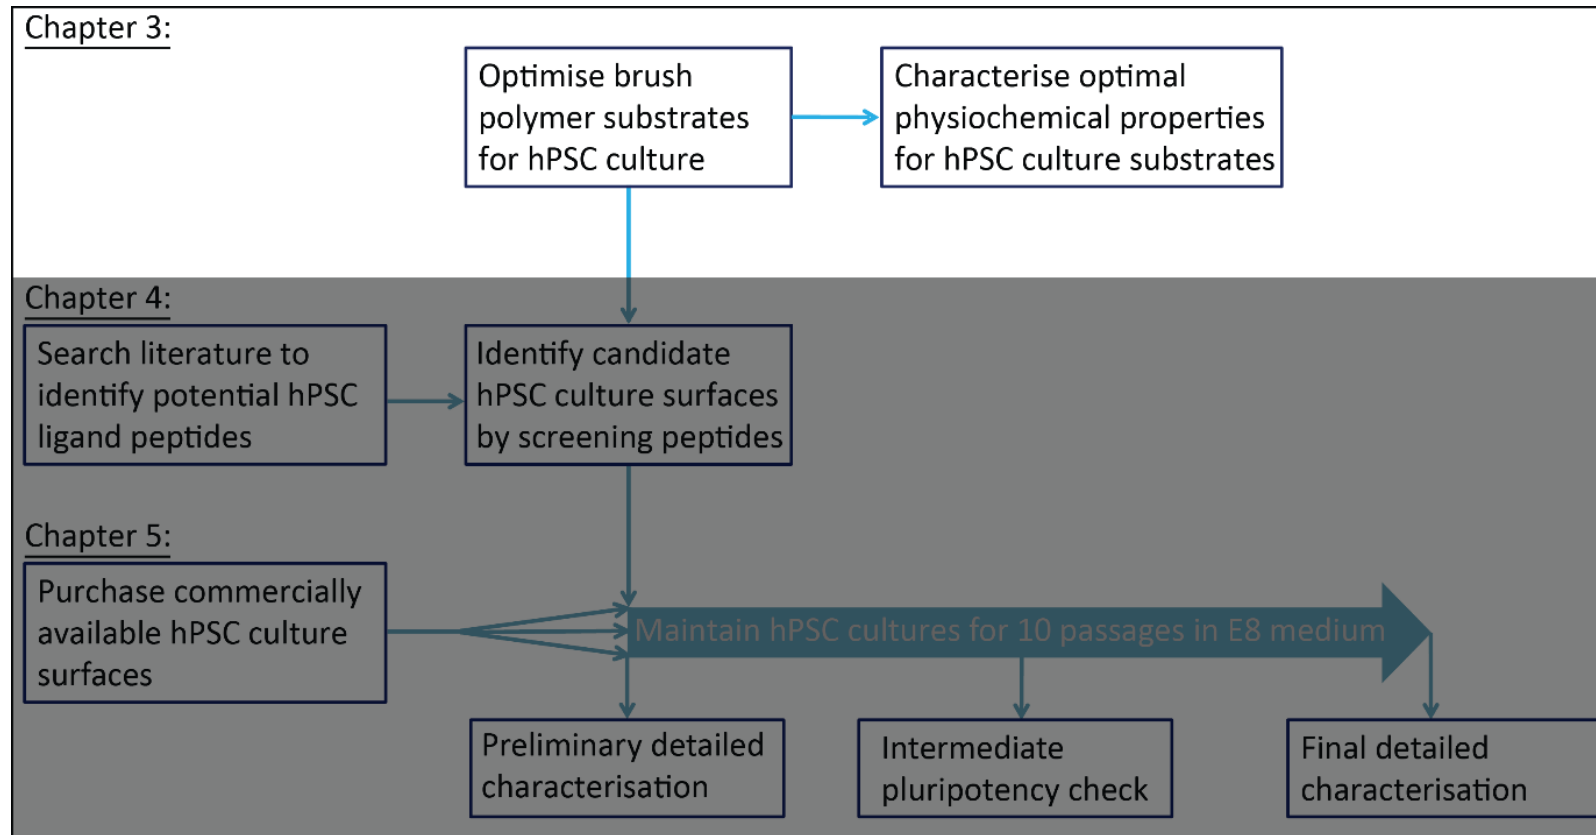 Chapter 3:
Optimise brush
polymer substrates
for hPSC culture
Characterise optimal
physiochemical properties
for hPSC culture substrates
Chapter 4:
Search literature to
identify potential hPSC
ligand peptides
Identify candidate
hPSC culture surfaces
by screening peptides
Chapter 5:
Purchase commercially
available hPSC culture
surfaces
Maintain hPSC cultures for 10 passages in E8 medium
Preliminary detailed
characterisation
Intermediate
pluripotency check
Final detailed
characterisation